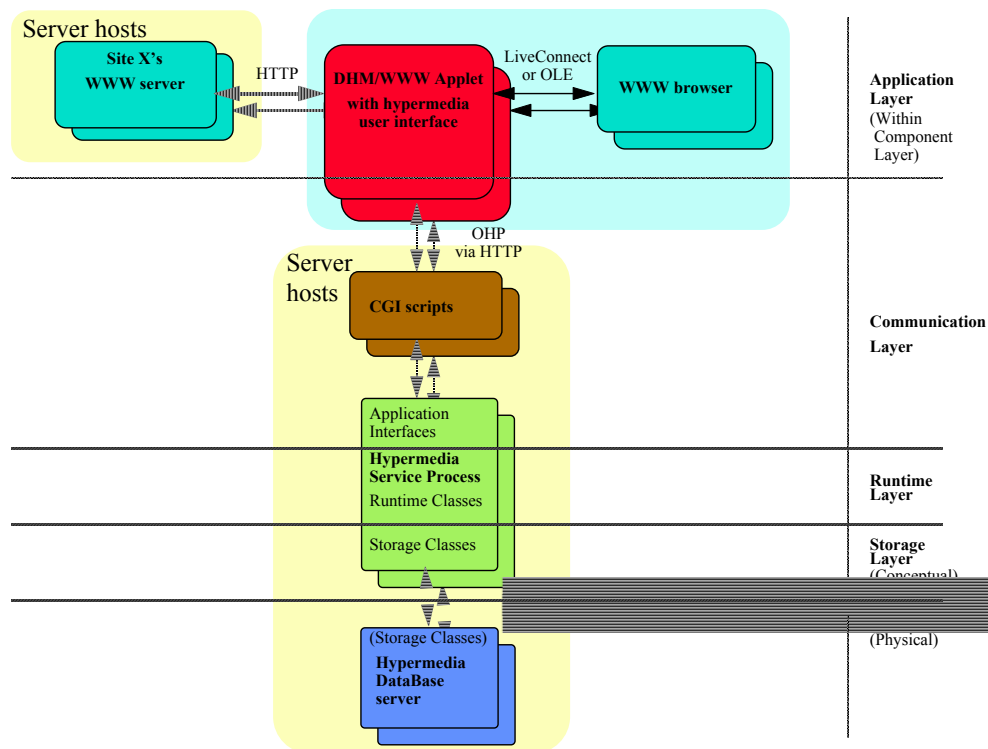 Server hosts
Site X's
WWW server
HTTP
DHM/WWW Applet
with hypermedia
user interface
LiveConnect
or OLE
WWW browser
Application
Layer
(Within
Component
Layer)
OHP
via HTTP
Server
hosts
CGI scripts
Communication
Layer
Application
Interfaces
Hypermedia
Service Process
Runtime Classes
Runtime
Layer
Storage Classes
Storage
Layer
(Conceptual)
(Storage Classes)
Hypermedia
DataBase
server
(Physical)